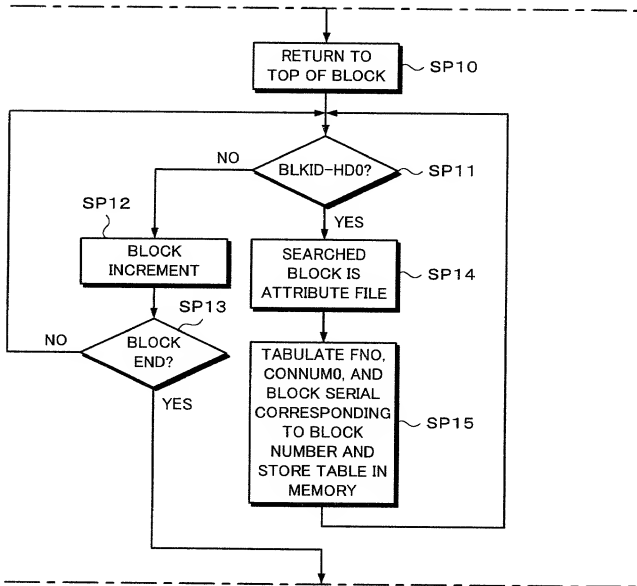 RETURN TO
TOP OF BLOCK
SP10
BLKID-HD0?
SP11
NO
YES
SP12
BLOCK
INCREMENT
SEARCHED
BLOCK IS
ATTRIBUTE FILE
SP14
SP13
BLOCK
END?
NO
YES
TABULATE FNO,
CONNUM0, AND
BLOCK SERIAL
CORRESPONDING
TO BLOCK
NUMBER AND
STORE TABLE IN
MEMORY
SP15